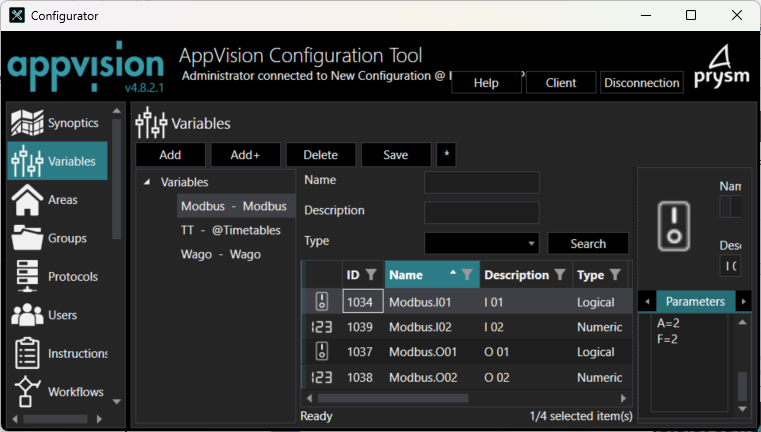 Configurator
appvision
v4.8.2.1
AppVision Configuration Tool
Administrator connected to New Configuration @
Help
Client
Disconnection
prysm
Synoptics
Variables
Areas
Groups
Protocols
Users
Instructions
Workflows
Variables
Add
Add+
Delete
Save
*
Variables
Modbus - Modbus
TT - @Timetables
Wago - Wago
Name
Description
Type
Search
ID Name Description Type
1034 Modbus.I01 I 01 Logical
123 1039 Modbus.I02 I 02 Numeric
1037 Modbus.O01 O 01 Logical
123 1038 Modbus.O02 O 02 Numeric
Ready
1/4 selected item(s)
Parameters
A=2
F=2